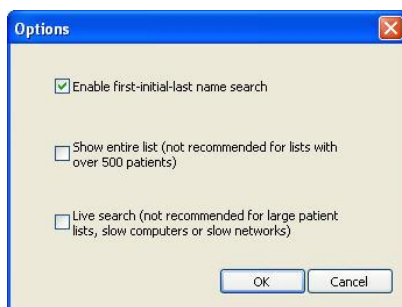 Options
Enable first-initial-last name search
Show entire list (not recommended for lists with
over 500 patients)
Live search (not recommended for large patient
lists, slow computers or slow networks)
OK Cancel